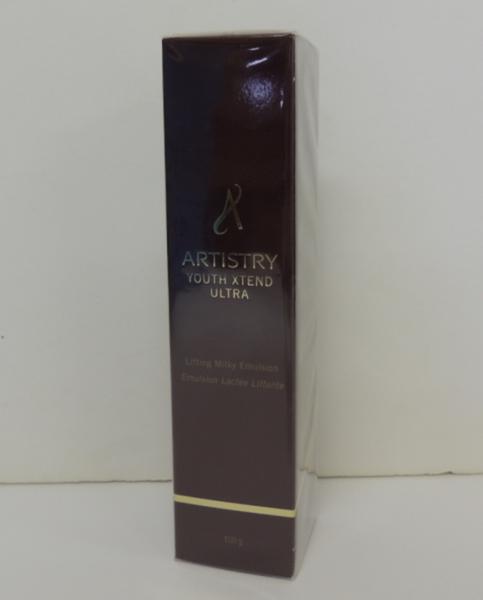 ARTISTRY
YOUTH XTEND
ULTRA
Lifting Milky Emulsion
Emulsion Lactée Liftante